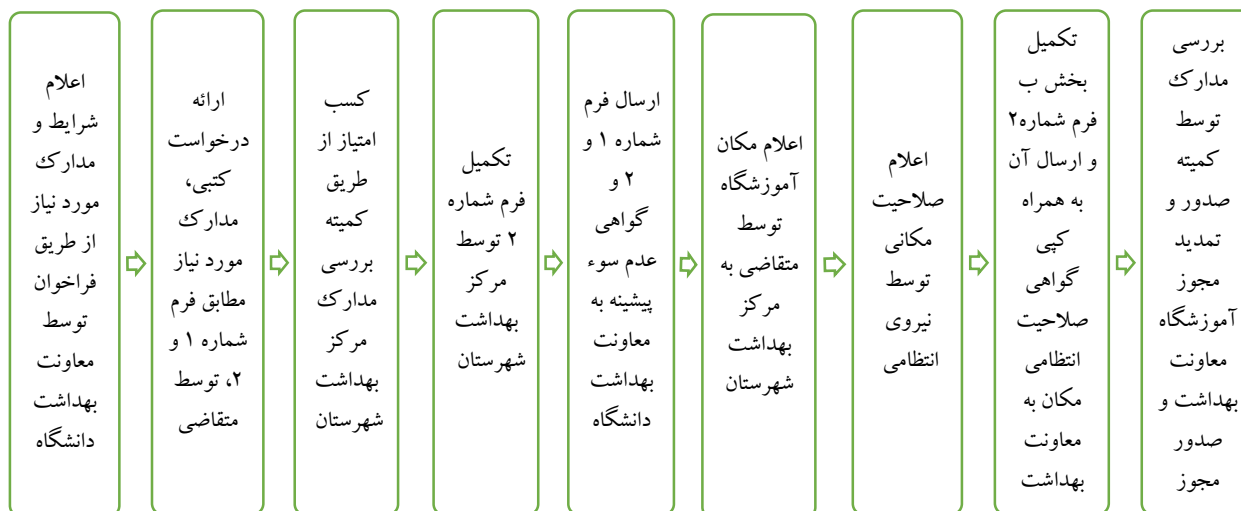 اعلام
شرایط و
مدارک
مورد نیاز
از طریق
فراخوان
توسط
معاونت
بهداشت
دانشگاه
ارائه
درخواست
کتبی،
مدارک
مورد نیاز
مطابق فرم
شماره ۱ و
۲، توسط
متقاضی
کسب
امتیاز از
طریق
کمیته
بررسی
مدارک
مرکز
بهداشت
شهرستان
تکمیل
فرم شماره
۲ توسط
مرکز
بهداشت
شهرستان
ارسال فرم
شماره ۱ و
۲ و
گواهی
عدم سوء
پیشینه به
معاونت
بهداشت
دانشگاه
اعلام مکان
آموزشگاه
توسط
متقاضی به
مرکز
بهداشت
شهرستان
اعلام
صلاحیت
مکانی
توسط
نیروی
انتظامی
تکمیل
بخش ب
فرم شماره۲
و ارسال آن
به همراه
کپی
گواهی
صلاحیت
انتظامی
مکان به
معاونت
بهداشت
بررسی
مدارک
توسط
کمیته
صدور و
تمدید
مجوز
آموزشگاه
معاونت
بهداشت و
صدور
مجوز